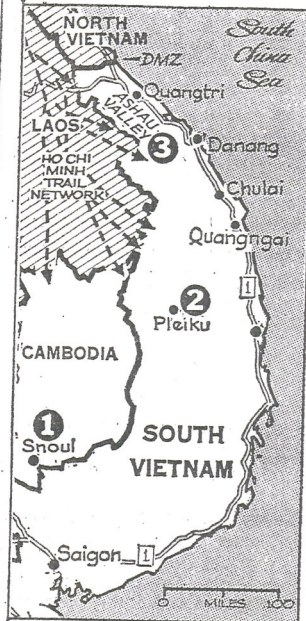 NORTH
VIETNAM
South
China
Sea
DMZ
Quangtri
ASHAU
VALLEY
LAOS
HO CHI
MINH
TRAIL
NETWORK
3
Danang
Chulai
Quangngai
1
2
Pleiku
CAMBODIA
1
Snoul
SOUTH
VIETNAM
Saigon
1
0 MILES 100